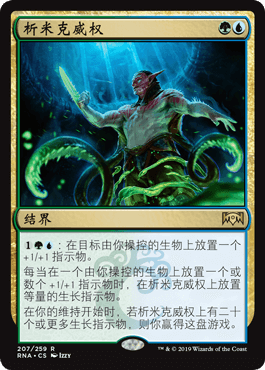 析米克威权
结界
1：在目标由你操控的生物上放置一个
+1/+1指示物。
每当在一个由你操控的生物上放置一个或
数个+1/+1指示物时，在析米克威权上放置
等量的生长指示物。
在你的维持开始时，若析米克威权上有二十
个或更多生长指示物，则你赢得这盘游戏。
207/259 R
RNA • CS Izzy
™ & © 2019 Wizards of the Coast